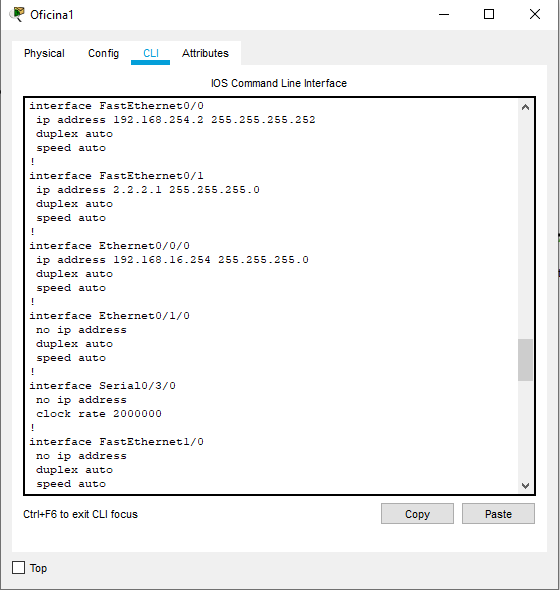 Oficina1
Physical Config CLI Attributes
IOS Command Line Interface
interface FastEthernet0/0
ip address 192.168.254.2 255.255.255.252
duplex auto
speed auto
!
interface FastEthernet0/1
ip address 2.2.2.1 255.255.255.0
duplex auto
speed auto
!
interface Ethernet0/0/0
ip address 192.168.16.254 255.255.255.0
duplex auto
speed auto
!
interface Ethernet0/1/0
no ip address
duplex auto
speed auto
!
interface Serial0/3/0
no ip address
clock rate 2000000
!
interface FastEthernet1/0
no ip address
duplex auto
speed auto
Ctrl+F6 to exit CLI focus
Copy Paste
Top